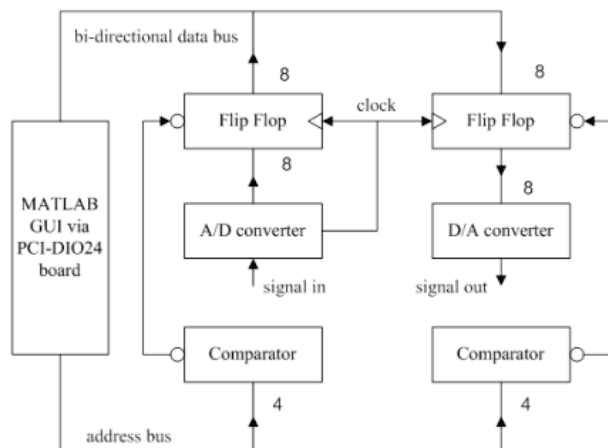 bi-directional data bus
8
8
Flip Flop
clock
Flip Flop
8
8
MATLAB
GUI via
PCI-DIO24
board
A/D converter
D/A converter
signal in
signal out
Comparator
Comparator
4
4
address bus